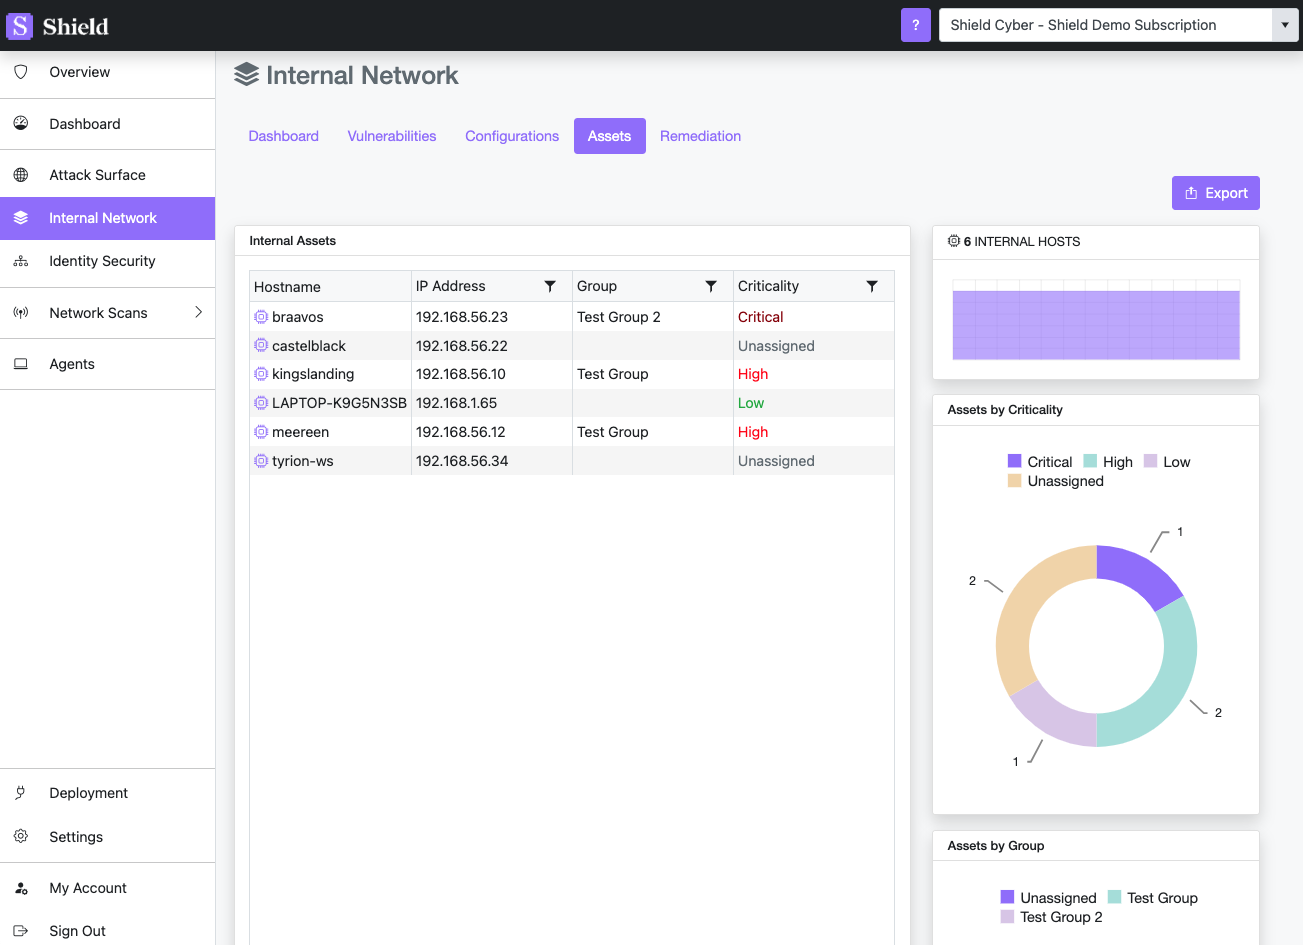 S Shield
?
Shield Cyber - Shield Demo Subscription
Overview
Dashboard
Attack Surface
Internal Network
Identity Security
Network Scans
Agents
Deployment
Settings
My Account
Sign Out
Internal Network
Dashboard Vulnerabilities Configurations Assets Remediation
Export
Internal Assets
Hostname IP Address Group Criticality
braavos 192.168.56.23 Test Group 2 Critical
castelblack 192.168.56.22 Unassigned
kingslanding 192.168.56.10 Test Group High
LAPTOP-K9G5N3SB 192.168.1.65 Low
meereen 192.168.56.12 Test Group High
tyrion-ws 192.168.56.34 Unassigned
6 INTERNAL HOSTS
Assets by Criticality
Critical High Low
Unassigned
1
2
2
1
Assets by Group
Unassigned Test Group
Test Group 2